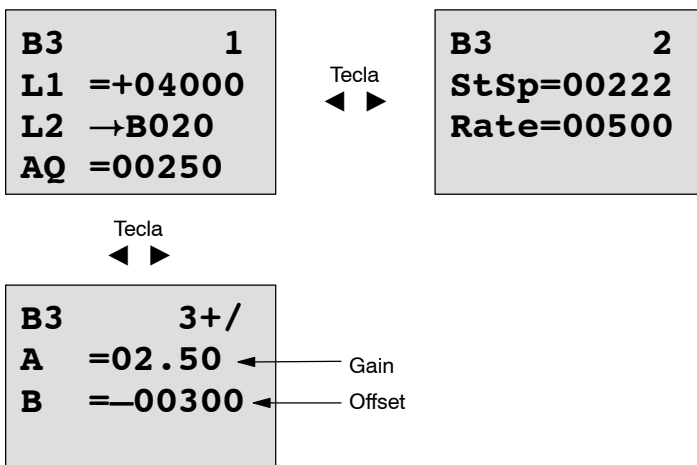 B3 1
L1 =+04000
L2 →B020
AQ =00250
Tecla
◄ ►
B3 2
StSp=00222
Rate=00500
Tecla
◄ ►
B3 3+/
A =02.50
B =–00300
Gain
Offset